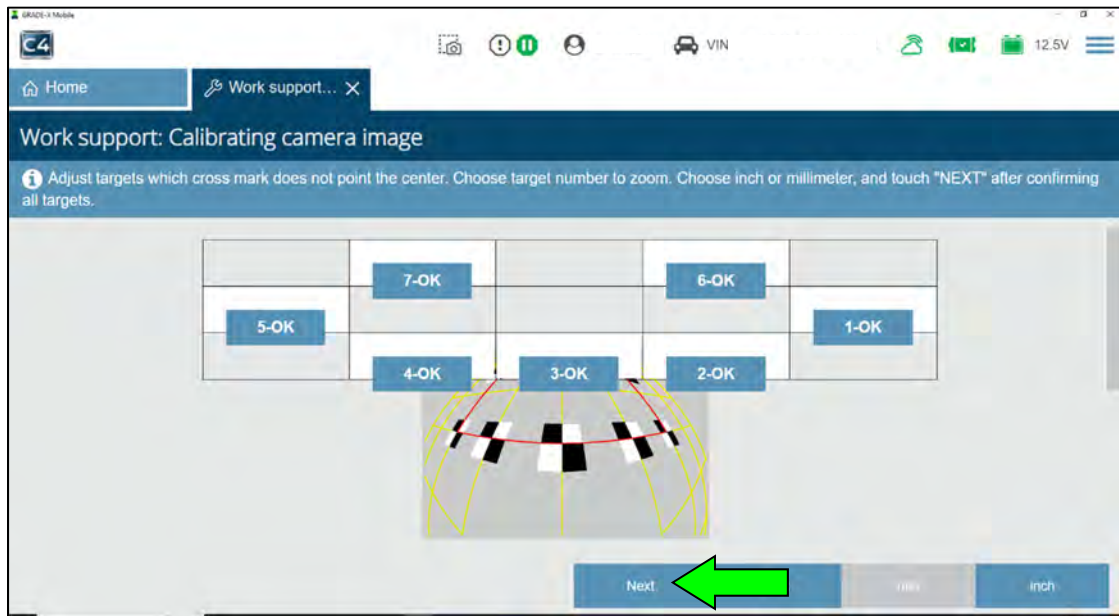 GRADE-X Mobile
C4
VIN
12.5V
Home
Work support...
Work support: Calibrating camera image
Adjust targets which cross mark does not point the center. Choose target number to zoom. Choose inch or millimeter, and touch "NEXT" after confirming
all targets.
7-OK
6-OK
5-OK
1-OK
4-OK
3-OK
2-OK
Next
inch